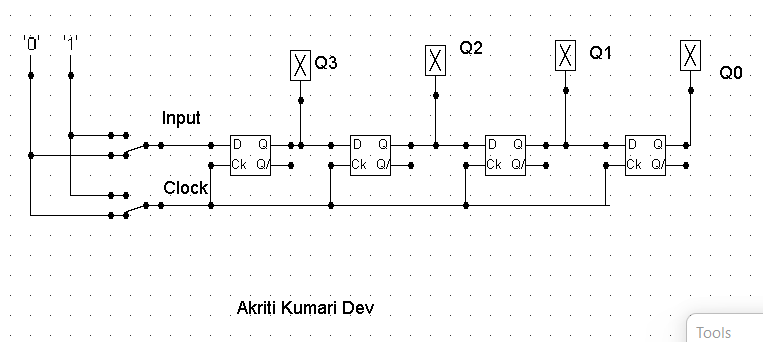 '0' '1'
Q3 Q2 Q1 Q0
Input
D Q D Q D Q D Q
Ck Q/ Ck Q/ Ck Q/ Ck Q/
Clock
Akriti Kumari Dev
Tools